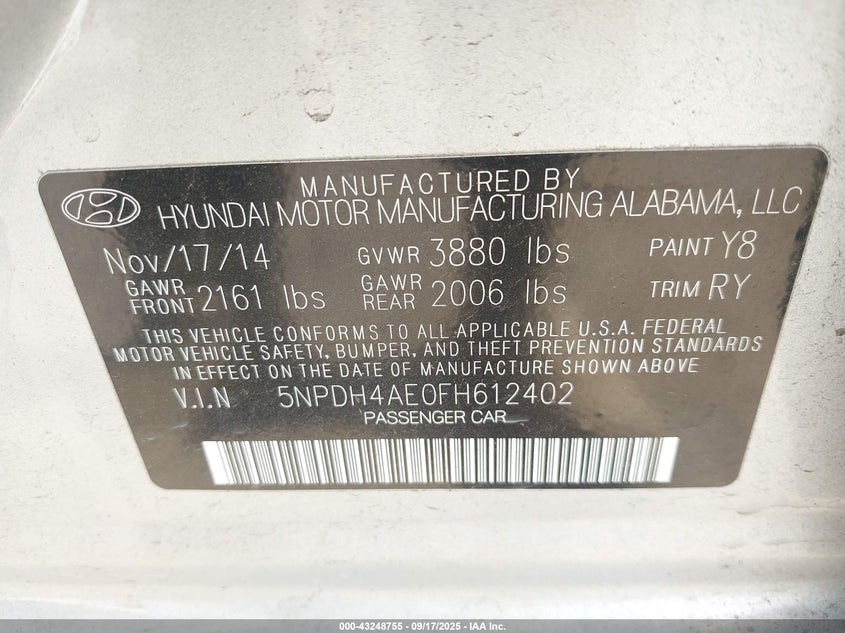 MANUFACTURED BY
HYUNDAI MOTOR MANUFACTURING ALABAMA, LLC
Nov/17/14 GVWR 3880 lbs PAINT Y8
GAWR FRONT 2161 lbs GAWR REAR 2006 lbs TRIM RY
THIS VEHICLE CONFORMS TO ALL APPLICABLE U.S.A. FEDERAL
MOTOR VEHICLE SAFETY, BUMPER, AND THEFT PREVENTION STANDARDS
IN EFFECT ON THE DATE OF MANUFACTURE SHOWN ABOVE
V.I.N 5NPDH4AE0FH612402
PASSENGER CAR
000-43248755 - 09/17/2025 - IAA Inc.